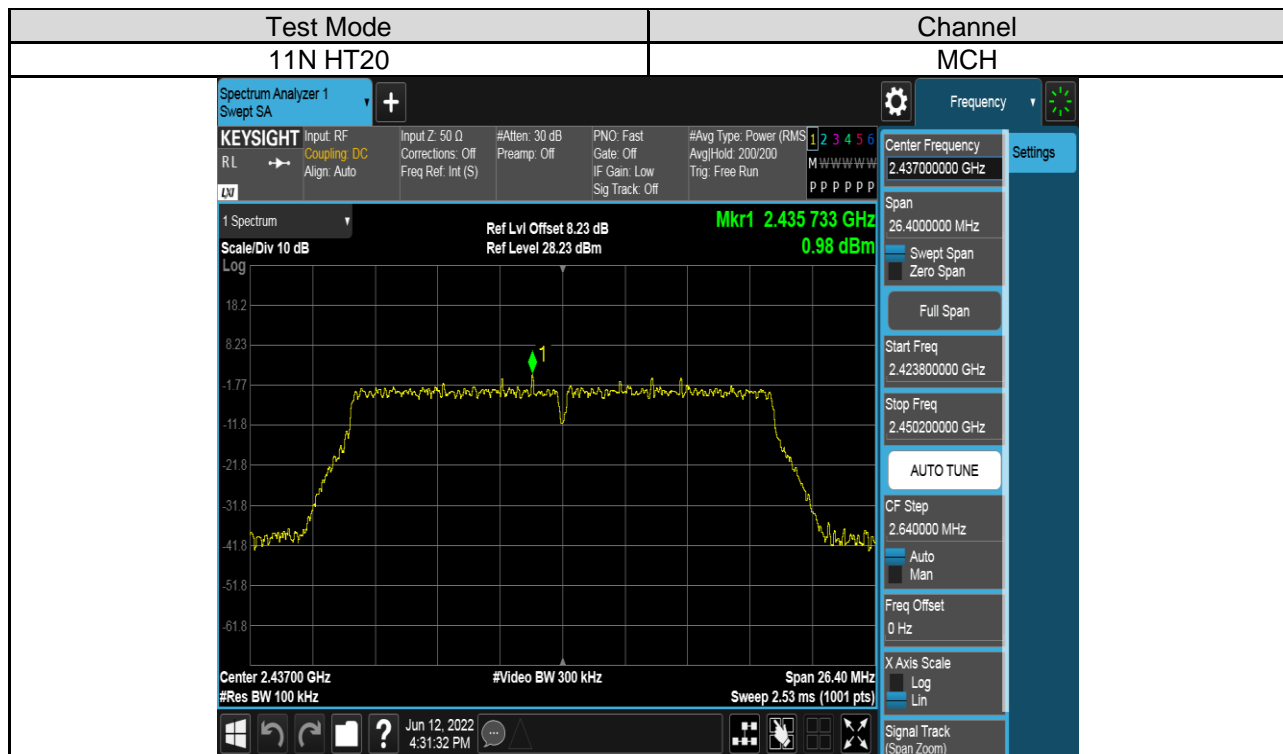 Test Mode Channel
11N HT20 MCH
Spectrum Analyzer 1
Swept SA
Frequency
KEYSIGHT Input: RF
R L Coupling: DC
Align: Auto
LXI
Input Z: 50 Ω
Corrections: Off
Freq Ref: Int (S)
#Atten: 30 dB
Preamp: Off
PNO: Fast
Gate: Off
IF Gain: Low
Sig Track: Off
#Avg Type: Power (RMS
Avg|Hold: 200/200
Trig: Free Run
1 2 3 4 5 6
M W W W W W
P P P P P P
1 Spectrum
Scale/Div 10 dB
Log
Ref Lvl Offset 8.23 dB
Ref Level 28.23 dBm
Mkr1 2.435 733 GHz
0.98 dBm
18.2
8.23
-1.77
-11.8
-21.8
-31.8
-41.8
-51.8
-61.8
1
Center 2.43700 GHz
#Res BW 100 kHz
#Video BW 300 kHz
Span 26.40 MHz
Sweep 2.53 ms (1001 pts)
Jun 12, 2022
4:31:32 PM
Settings
Center Frequency
2.437000000 GHz
Span
26.4000000 MHz
Swept Span
Zero Span
Full Span
Start Freq
2.423800000 GHz
Stop Freq
2.450200000 GHz
AUTO TUNE
CF Step
2.640000 MHz
Auto
Man
Freq Offset
0 Hz
X Axis Scale
Log
Lin
Signal Track
(Span Zoom)